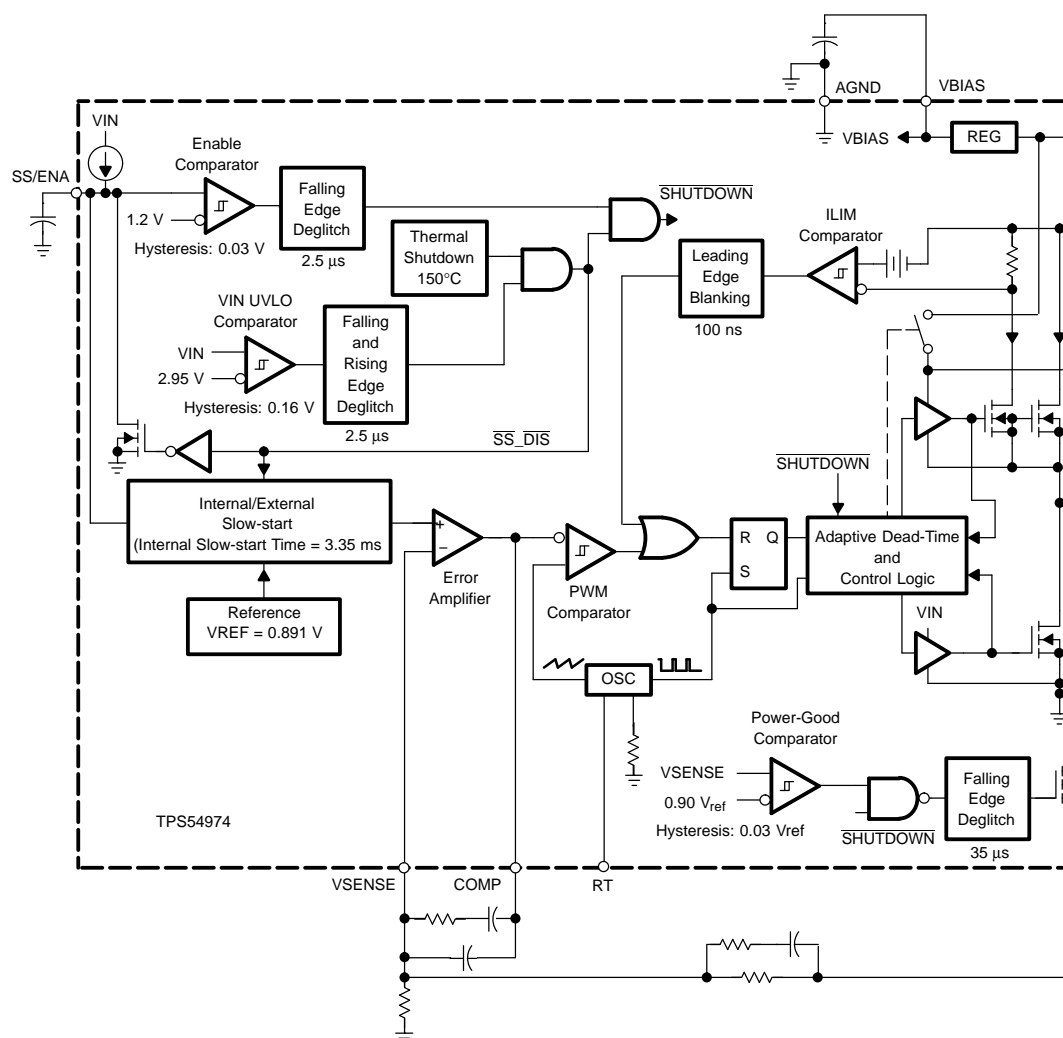 AGND
VBIAS
VIN
VBIAS
REG
Enable
Comparator
SS/ENA
1.2 V
Hysteresis: 0.03 V
Falling
Edge
Deglitch
2.5 µs
SHUTDOWN
Thermal
Shutdown
150°C
ILIM
Comparator
Leading
Edge
Blanking
100 ns
VIN UVLO
Comparator
VIN
2.95 V
Hysteresis: 0.16 V
Falling
and
Rising
Edge
Deglitch
2.5 µs
SS_DIS
SHUTDOWN
Internal/External
Slow-start
(Internal Slow-start Time = 3.35 ms
+
−
Error
Amplifier
PWM
Comparator
R Q
S
Adaptive Dead-Time
and
Control Logic
Reference
VREF = 0.891 V
VIN
OSC
Power-Good
Comparator
VSENSE
0.90 Vref
Hysteresis: 0.03 Vref
SHUTDOWN
Falling
Edge
Deglitch
35 µs
TPS54974
VSENSE
COMP
RT